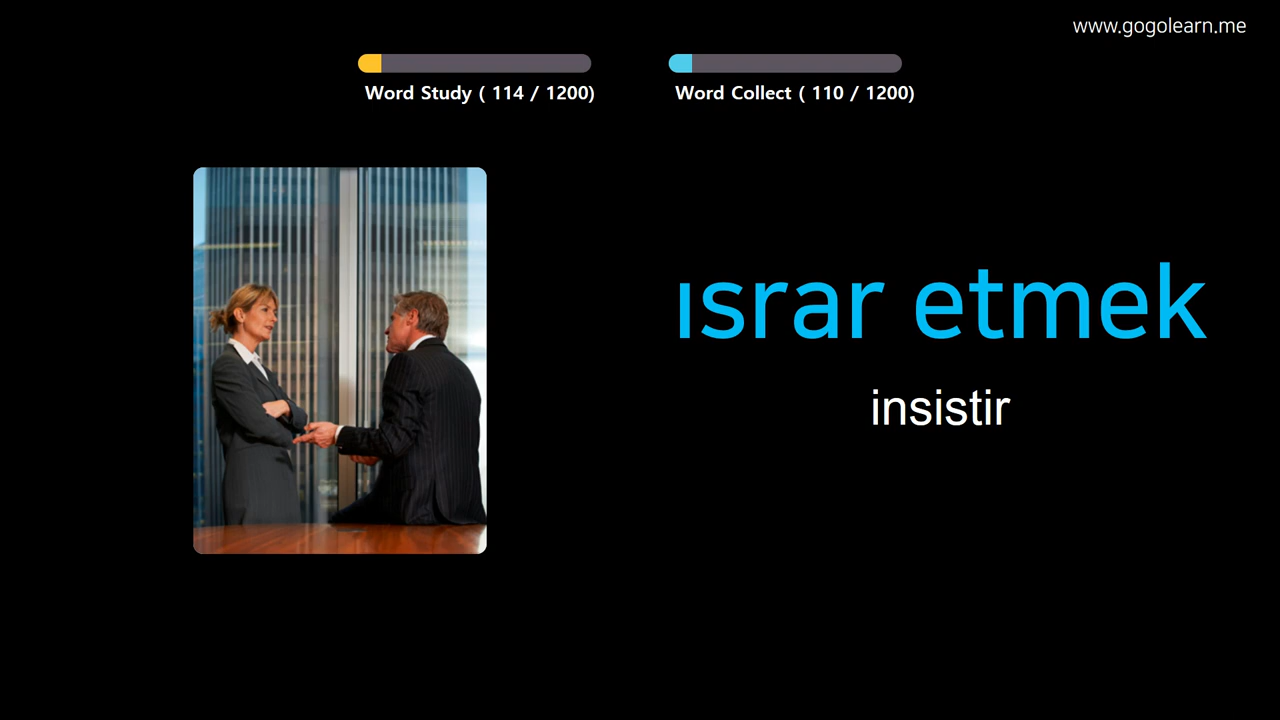 www.gogolearn.me
Word Study ( 114 / 1200)
Word Collect ( 110 / 1200)
ısrar etmek
insistir